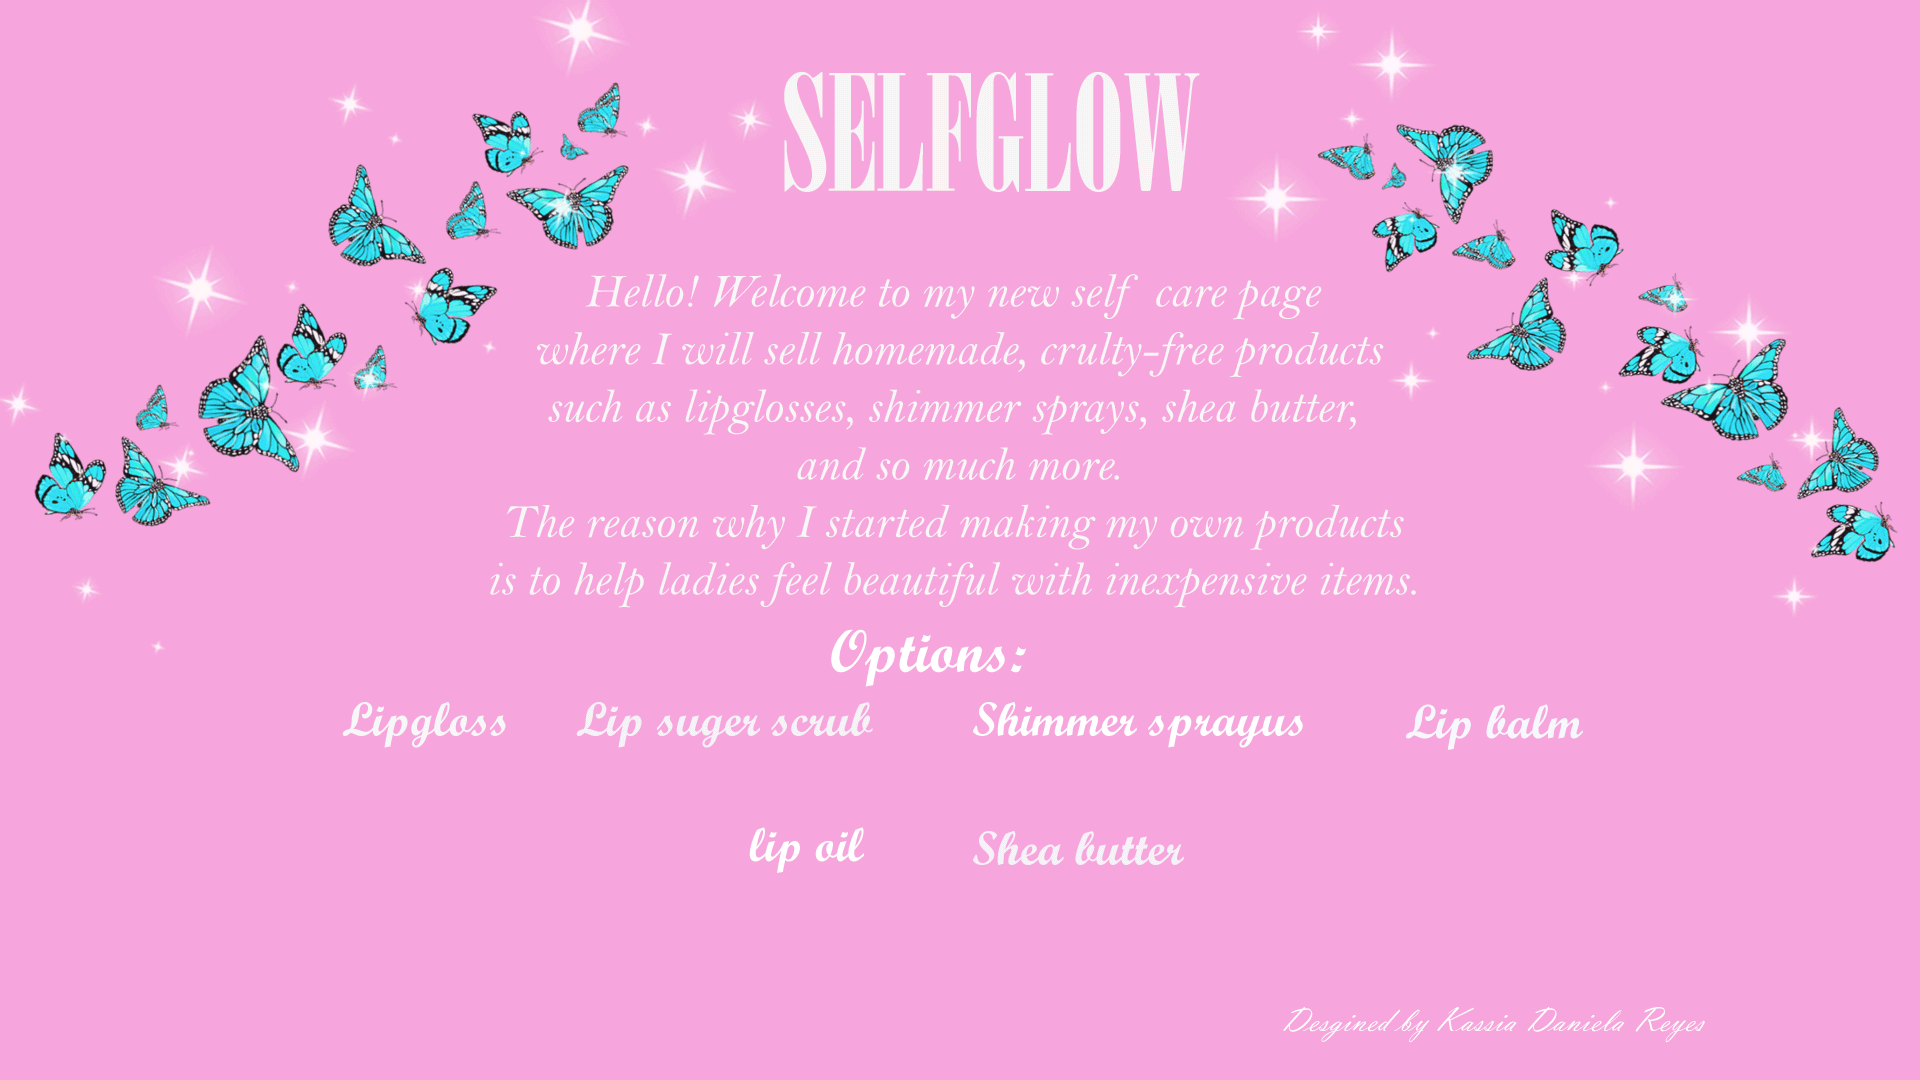 SELFGLOW
Hello! Welcome to my new self care page
where I will sell homemade, crulty-free products
such as lipglosses, shimmer sprays, shea butter,
and so much more.
The reason why I started making my own products
is to help ladies feel beautiful with inexpensive items.
Options:
Lipgloss Lip suger scrub Shimmer sprayus Lip balm
lip oil Shea butter
Desgined by Kassia Daniela Reyes